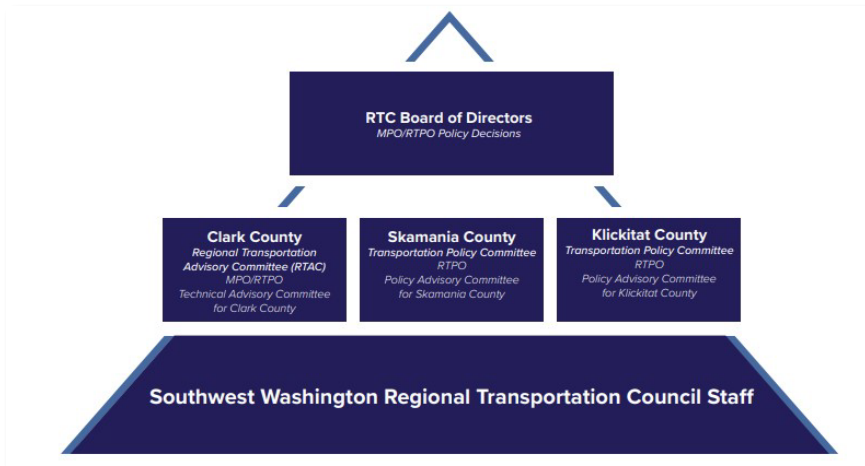 RTC Board of Directors
MPO/RTPO Policy Decisions
Clark County
Regional Transportation
Advisory Committee (RTAC)
MPO/RTPO
Technical Advisory Committee
for Clark County
Skamania County
Transportation Policy Committee
RTPO
Policy Advisory Committee
for Skamania County
Klickitat County
Transportation Policy Committee
RTPO
Policy Advisory Committee
for Klickitat County
Southwest Washington Regional Transportation Council Staff